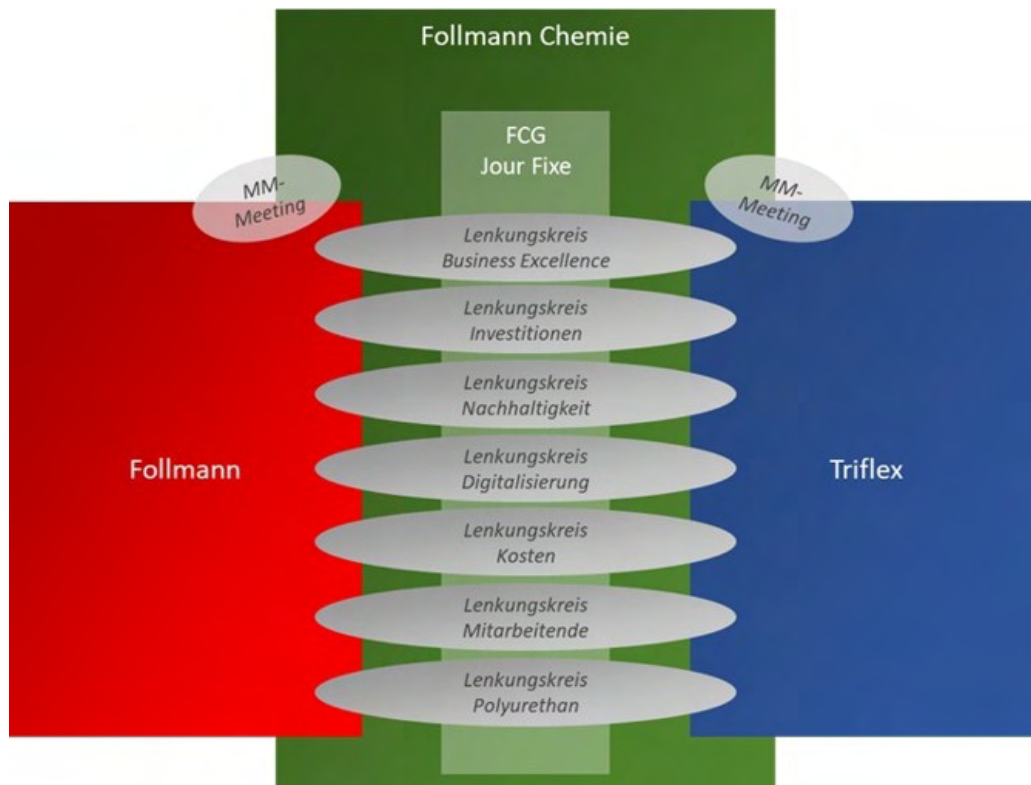 Follmann Chemie
FCG
Jour Fixe
MM-
Meeting
MM-
Meeting
Lenkungskreis
Business Excellence
Lenkungskreis
Investitionen
Lenkungskreis
Nachhaltigkeit
Follmann
Lenkungskreis
Digitalisierung
Triflex
Lenkungskreis
Kosten
Lenkungskreis
Mitarbeitende
Lenkungskreis
Polyurethan